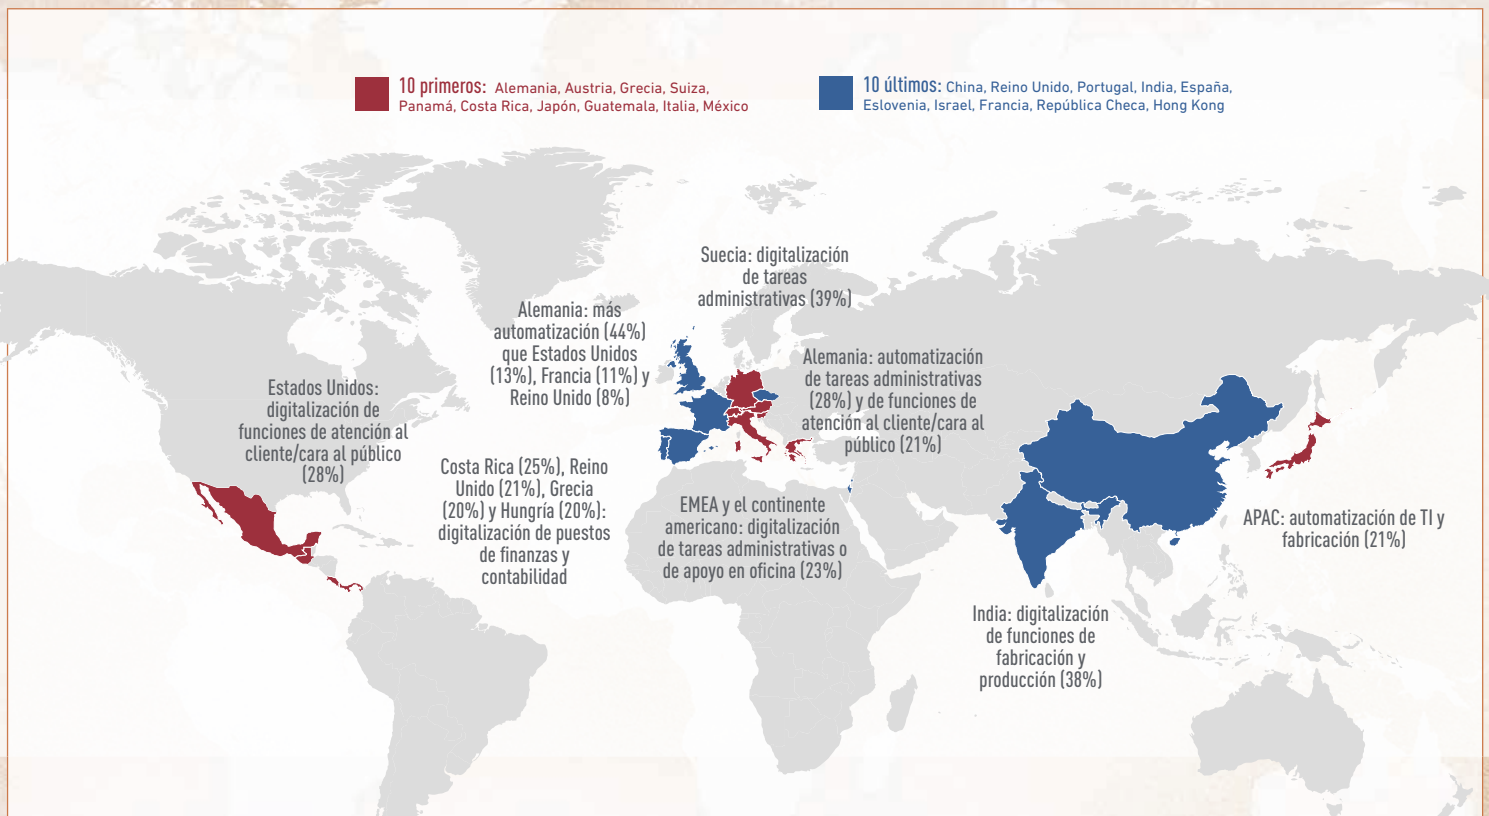 10 primeros: Alemania, Austria, Grecia, Suiza,
Panamá, Costa Rica, Japón, Guatemala, Italia, México
10 últimos: China, Reino Unido, Portugal, India, España,
Eslovenia, Israel, Francia, República Checa, Hong Kong
Suecia: digitalización
de tareas
administrativas (39%)
Alemania: más
automatización (44%)
que Estados Unidos
(13%), Francia (11%) y
Reino Unido (8%)
Alemania: automatización
de tareas administrativas
(28%) y de funciones de
atención al cliente/cara al
público (21%)
Estados Unidos:
digitalización de
funciones de atención al
cliente/cara al público
(28%)
Costa Rica (25%), Reino
Unido (21%), Grecia
(20%) y Hungría (20%):
digitalización de puestos
de finanzas y
contabilidad
EMEA y el continente
americano: digitalización
de tareas administrativas o
de apoyo en oficina (23%)
APAC: automatización de TI y
fabricación (21%)
India: digitalización
de funciones de
fabricación y
producción (38%)